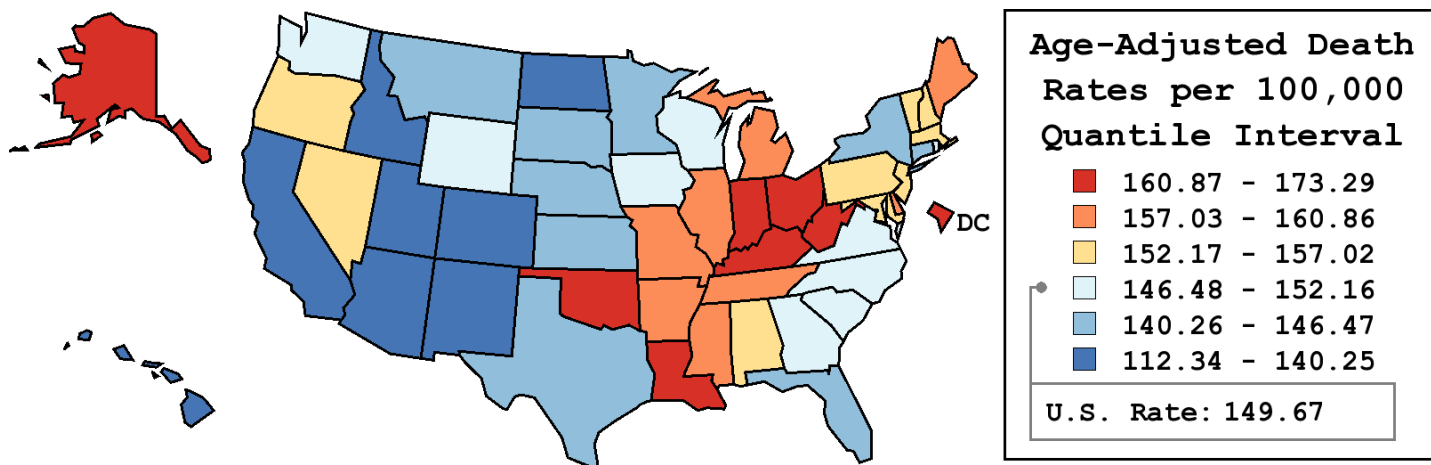 Age-Adjusted Death
Rates per 100,000
Quantile Interval
160.87 - 173.29
157.03 - 160.86
152.17 - 157.02
146.48 - 152.16
140.26 - 146.47
112.34 - 140.25
U.S. Rate: 149.67
DC